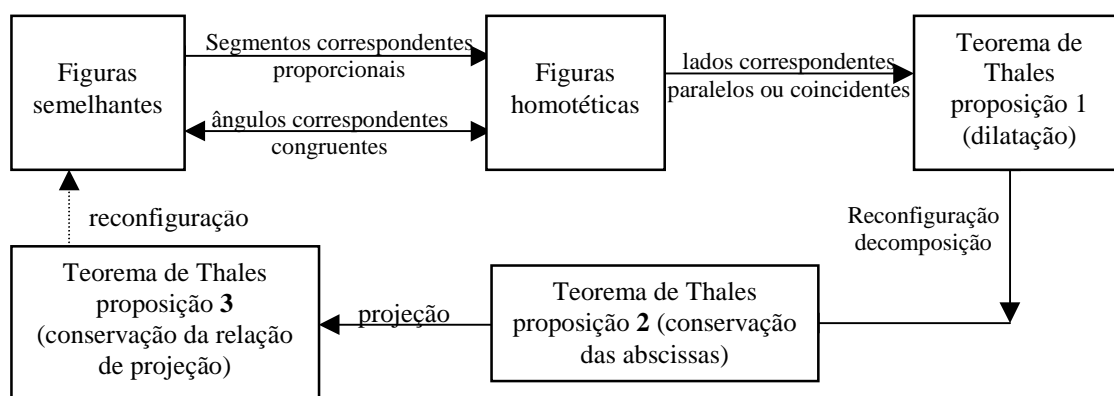 Figuras
semelhantes
Segmentos correspondentes
proporcionais
ângulos correspondentes
congruentes
Figuras
homotéticas
lados correspondentes
paralelos ou coincidentes
Teorema de
Thales
proposição 1
(dilatação)
Reconfiguração
decomposição
Teorema de Thales
proposição 2 (conservação
das abscissas)
projeção
Teorema de Thales
proposição 3
(conservação da relação
de projeção)
reconfiguração